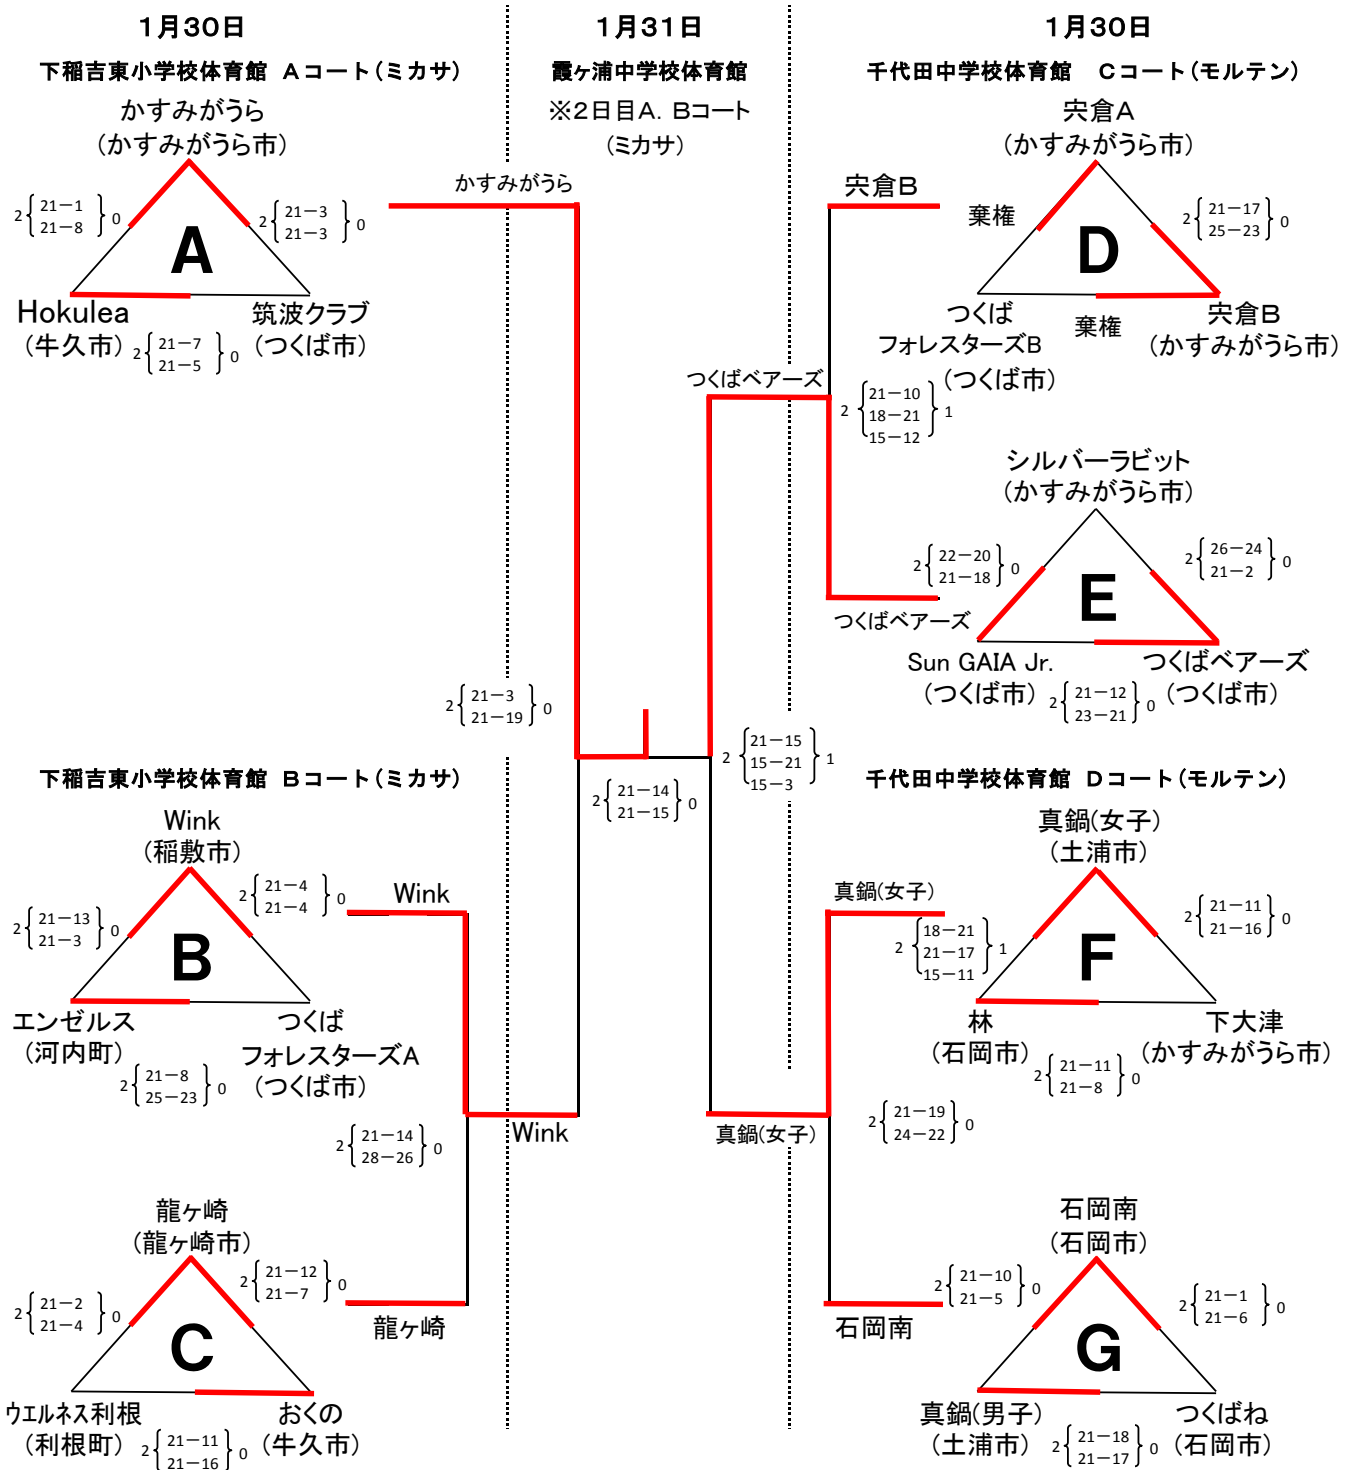 1月30日
下稲吉東小学校体育館 Aコート(ミカサ)
かすみがうら
(かすみがうら市)
2 21-1 0
21-8
2 21-3 0
21-3
A
Hokulea
(牛久市)
筑波クラブ
(つくば市)
2 21-7 0
21-5
かすみがうら
1月31日
霞ヶ浦中学校体育館
※2日目A. Bコート
(ミカサ)
1月30日
千代田中学校体育館 Cコート(モルテン)
宍倉A
(かすみがうら市)
宍倉B
棄権
2 21-17 0
25-23
D
つくば
フォレスターズB
(つくば市)
棄権
宍倉B
(かすみがうら市)
つくばベアーズ
2 21-10 1
18-21
15-12
シルバーラビット
(かすみがうら市)
2 22-20 0
21-18
2 26-24 0
21-2
E
つくばベアーズ
Sun GAIA Jr.
(つくば市)
2 21-12 0
23-21
つくばベアーズ
(つくば市)
2 21-3 0
21-19
2 21-14 0
21-15
2 21-15 1
15-21
15-3
下稲吉東小学校体育館 Bコート(ミカサ)
Wink
(稲敷市)
2 21-13 0
21-3
2 21-4 0
21-4
B
Wink
エンゼルス
(河内町)
つくば
フォレスターズA
(つくば市)
2 21-8 0
25-23
2 21-14 0
28-26
Wink
龍ヶ崎
(龍ヶ崎市)
2 21-2 0
21-4
2 21-12 0
21-7
C
龍ヶ崎
ウエルネス利根
(利根町)
2 21-11 0
21-16
おくの
(牛久市)
千代田中学校体育館 Dコート(モルテン)
真鍋(女子)
(土浦市)
真鍋(女子)
2 18-21 1
21-17
15-11
2 21-11 0
21-16
F
林
(石岡市)
下大津
(かすみがうら市)
2 21-11 0
21-8
真鍋(女子)
2 21-19 0
24-22
石岡南
(石岡市)
2 21-10 0
21-5
2 21-1 0
21-6
G
石岡南
真鍋(男子)
(土浦市)
2 21-18 0
21-17
つくばね
(石岡市)